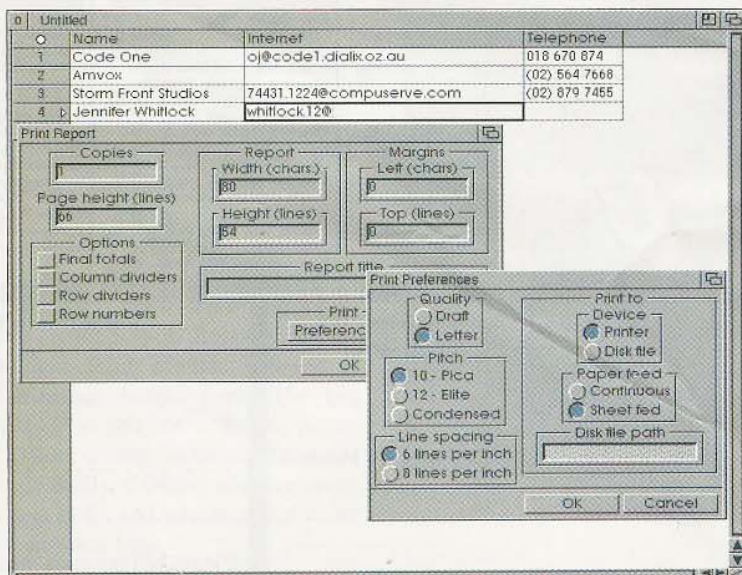 Untitled
Name Internet Telephone
1 Code One oj@code1.dialix.oz.au 018 670 874
2 Amvox (02) 564 7668
3 Storm Front Studios 74431.1224@compuserve.com (02) 879 7455
4 Jennifer Whitlock whitlock.12@
Print Report
Copies
1
Page height (lines)
66
Options
Final totals
Column dividers
Row dividers
Row numbers
Report
Width (chars.)
80
Height (lines)
64
Margins
Left (chars)
0
Top (lines)
0
Report title
Print
Preferenc
OK
Print Preferences
Quality
Draft
Letter
Pitch
10 - Pica
12 - Elite
Condensed
Line spacing
6 lines per inch
8 lines per inch
Print to
Device
Printer
Disk file
Paper feed
Continuous
Sheet fed
Disk file path
OK Cancel